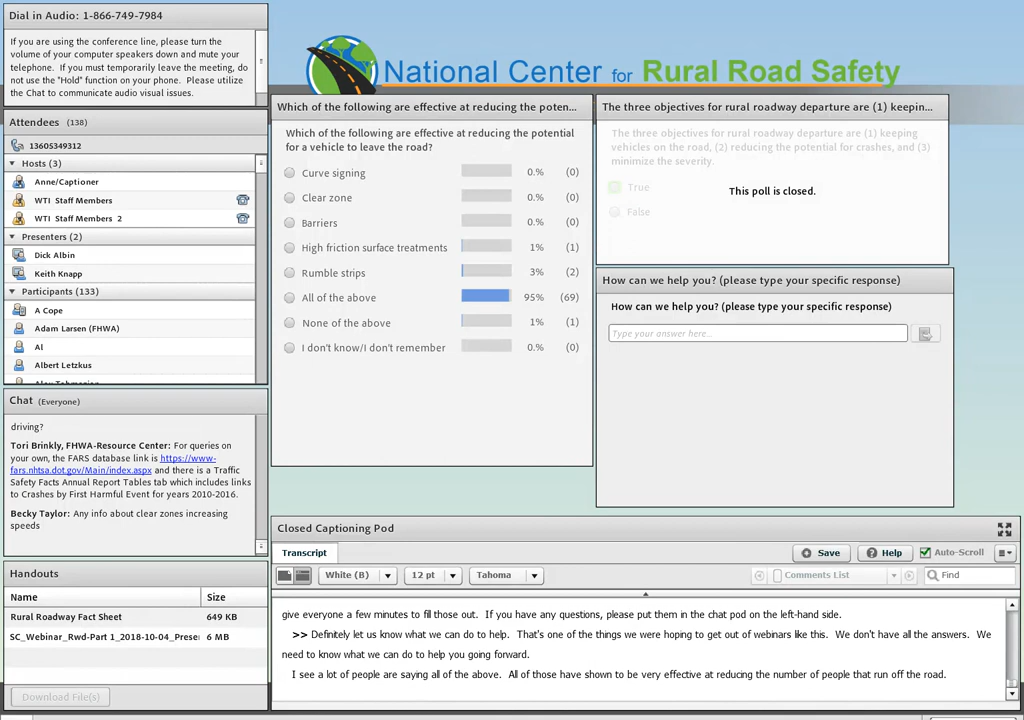 Dial in Audio: 1-866-749-7984
If you are using the conference line, please turn the
volume of your computer speakers down and mute your
telephone. If you must temporarily leave the meeting, do
not use the "Hold" function on your phone. Please utilize
the Chat to communicate audio visual issues.
National Center for Rural Road Safety
Attendees (138)
13605349312
Hosts (3)
Anne/Captioner
WTI Staff Members
WTI Staff Members 2
Presenters (2)
Dick Albin
Keith Knapp
Participants (133)
A Cope
Adam Larsen (FHWA)
Al
Albert Letzkus
Chat (Everyone)
driving?
Tori Brinkly, FHWA-Resource Center: For queries on
your own, the FARS database link is https://www-
fars.nhtsa.dot.gov/Main/index.aspx and there is a Traffic
Safety Facts Annual Report Tables tab which includes links
to Crashes by First Harmful Event for years 2010-2016.
Becky Taylor: Any info about clear zones increasing
speeds
Handouts
Name Size
Rural Roadway Fact Sheet 649 KB
SC_Webinar_Rwd-Part 1_2018-10-04_Prese 6 MB
Download File(s)
Which of the following are effective at reducing the poten...
Which of the following are effective at reducing the potential
for a vehicle to leave the road?
Curve signing 0.% (0)
Clear zone 0.% (0)
Barriers 0.% (0)
High friction surface treatments 1% (1)
Rumble strips 3% (2)
All of the above 95% (69)
None of the above 1% (1)
I don't know/I don't remember 0.% (0)
The three objectives for rural roadway departure are (1) keepin...
The three objectives for rural roadway departure are (1) keeping
vehicles on the road, (2) reducing the potential for crashes, and (3)
minimize the severity.
True
This poll is closed.
False
How can we help you? (please type your specific response)
How can we help you? (please type your specific response)
Type your answer here...
Closed Captioning Pod
Transcript
Save
Help
Auto-Scroll
White (B) 12 pt Tahoma Comments List Find
give everyone a few minutes to fill those out. If you have any questions, please put them in the chat pod on the left-hand side.
>> Definitely let us know what we can do to help. That's one of the things we were hoping to get out of webinars like this. We don't have all the answers. We
need to know what we can do to help you going forward.
I see a lot of people are saying all of the above. All of those have shown to be very effective at reducing the number of people that run off the road.